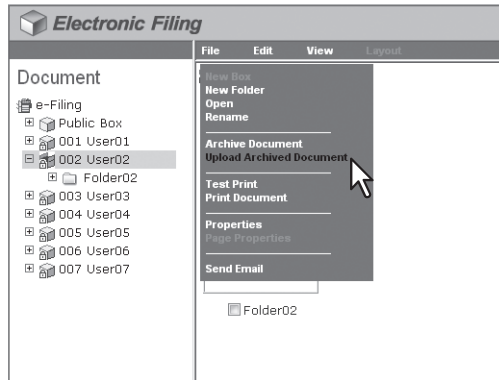 Electronic Filing
File Edit View Layout
Document
e-Filing
Public Box
001 User01
002 User02
Folder02
003 User03
004 User04
005 User05
006 User06
007 User07
New Box
New Folder
Open
Rename
Archive Document
Upload Archived Document
Test Print
Print Document
Properties
Page Properties
Send Email
Folder02